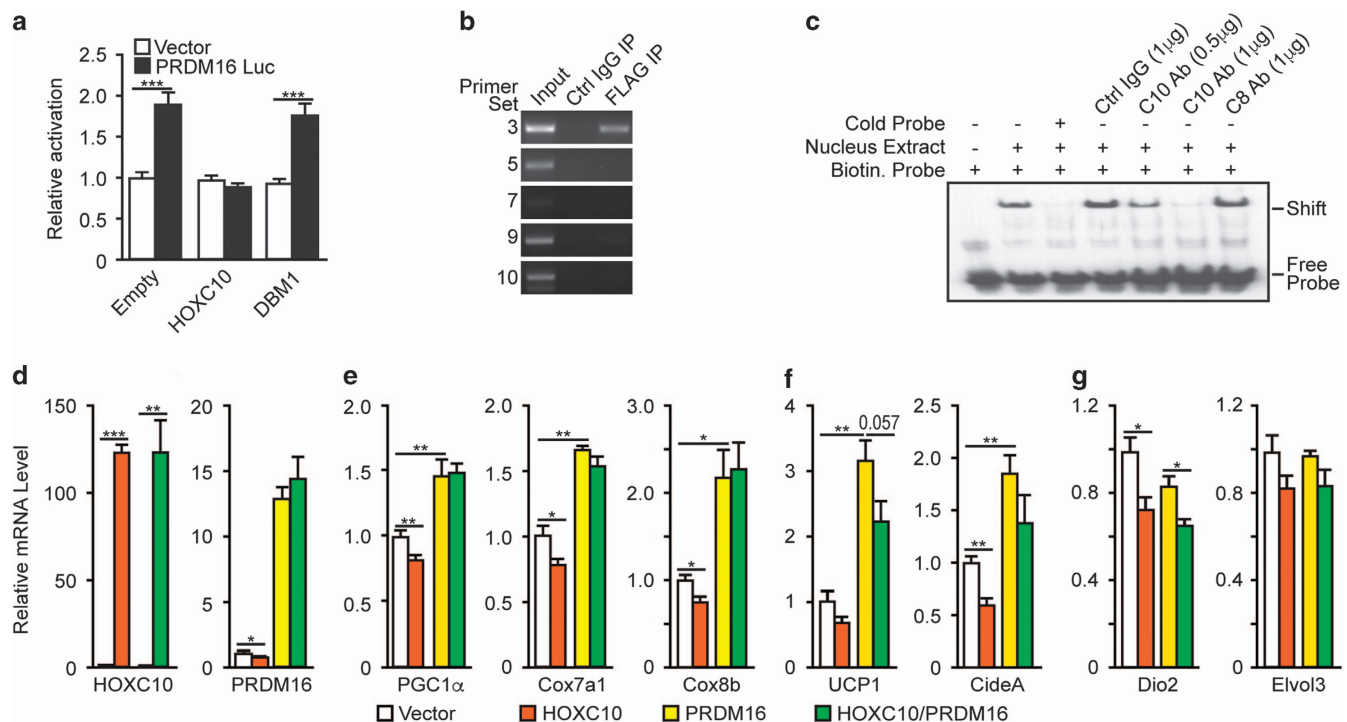 a
Vector
PRDM16 Luc
Relative activation
2.5
2.0
1.5
1.0
0.5
0
***
***
Empty
HOXC10
DBM1
b
Primer Set
Input
Ctrl IgG IP
FLAG IP
3
5
7
9
10
c
Ctrl IgG (1μg)
C10 Ab (0.5μg)
C10 Ab (1μg)
C8 Ab (1μg)
Cold Probe - - + - - - -
Nucleus Extract - + + + + + +
Biotin. Probe + + + + + + +
Shift
Free Probe
d
Relative mRNA Level
150
100
50
0
***
**
HOXC10
20
15
10
5
0
*
PRDM16
e
2.0
1.5
1.0
0.5
0
**
**
PGC1α
2.0
1.5
1.0
0.5
0
**
*
Cox7a1
3.0
2.0
1.0
0
*
*
Cox8b
f
4
3
2
1
0
**
0.057
UCP1
2.5
2.0
1.5
1.0
0.5
0
**
**
CideA
g
1.2
0.8
0.4
0
*
*
Dio2
1.2
0.8
0.4
0
Elvol3
Vector
HOXC10
PRDM16
HOXC10/PRDM16